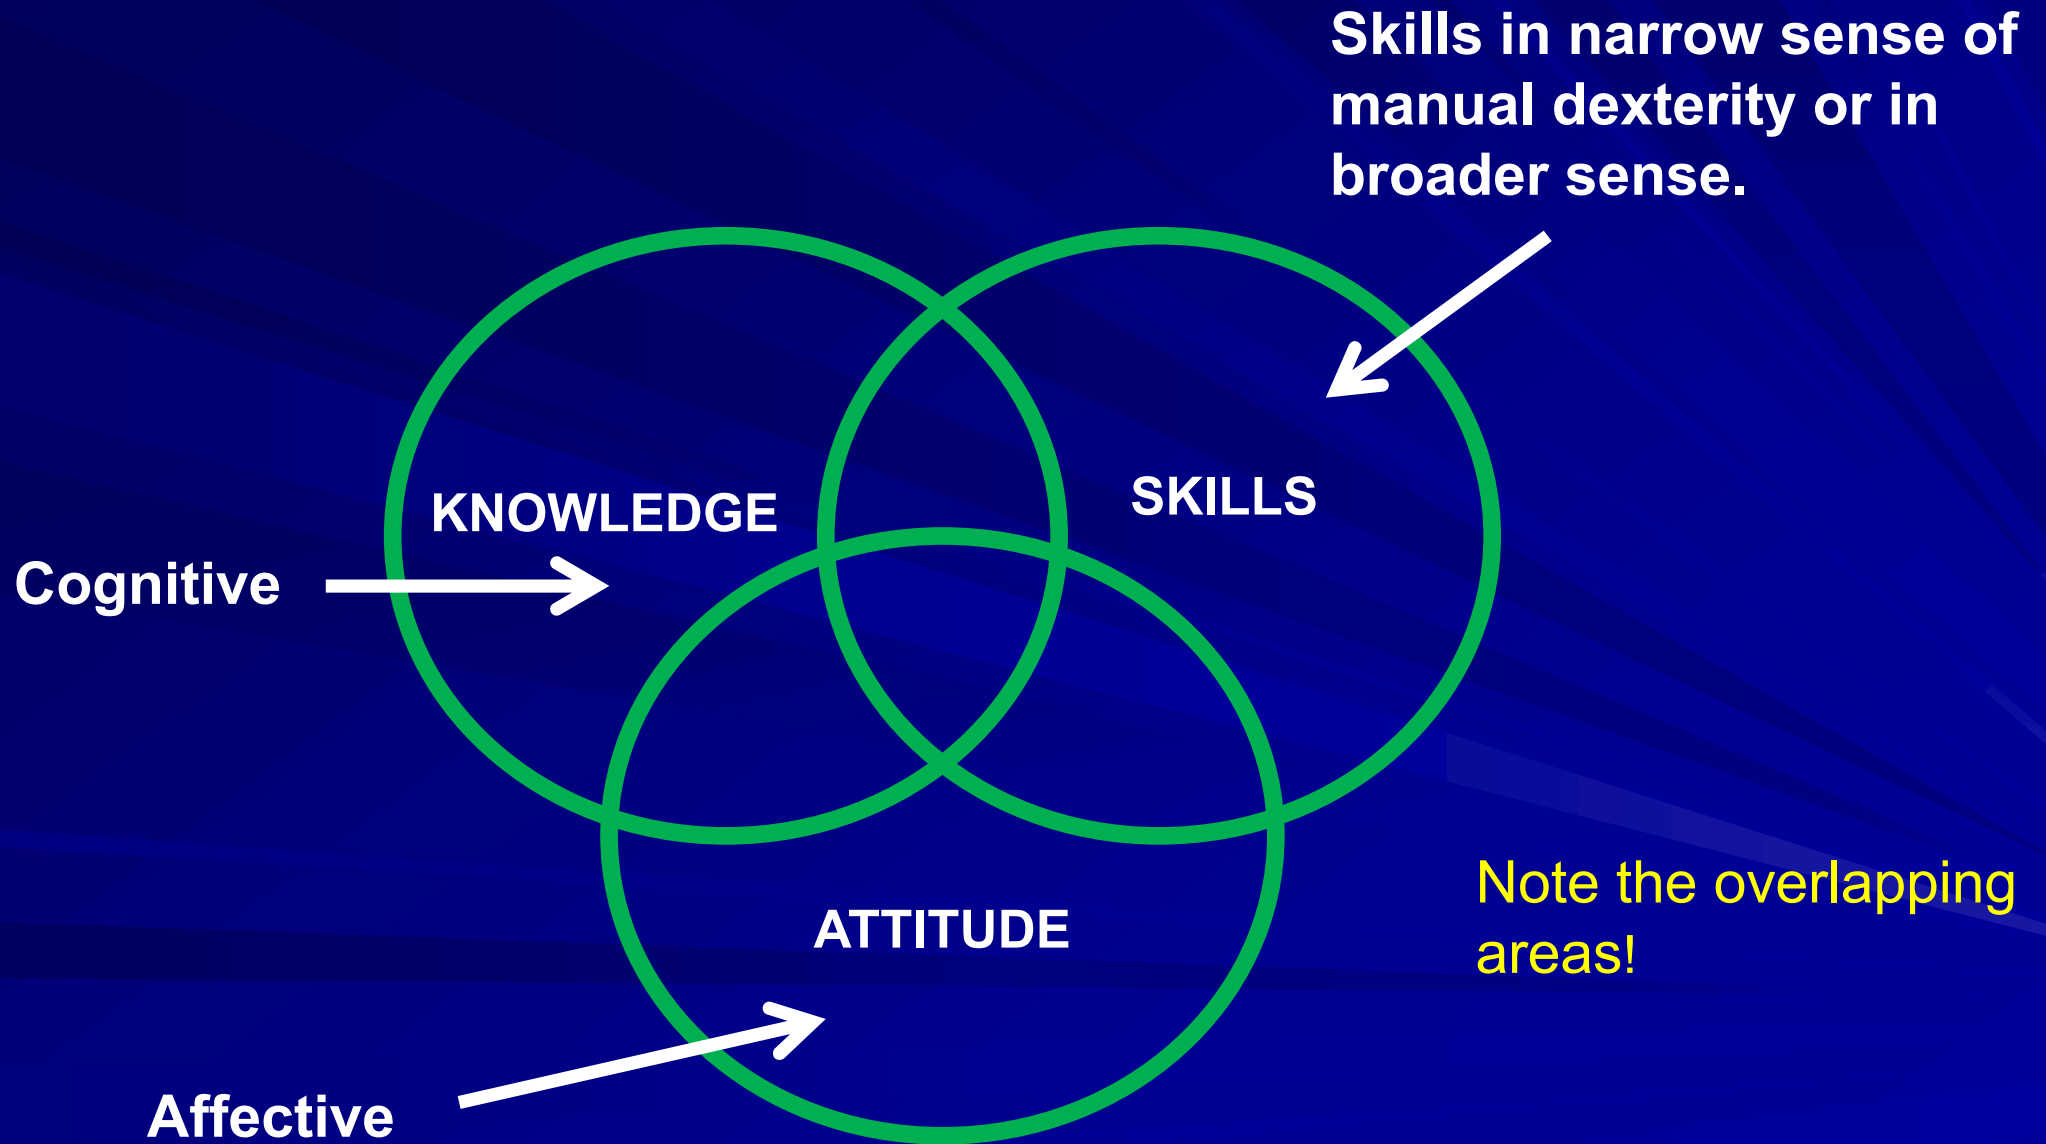 Skills in narrow sense of
manual dexterity or in
broader sense.
KNOWLEDGE
SKILLS
Cognitive
ATTITUDE
Note the overlapping
areas!
Affective